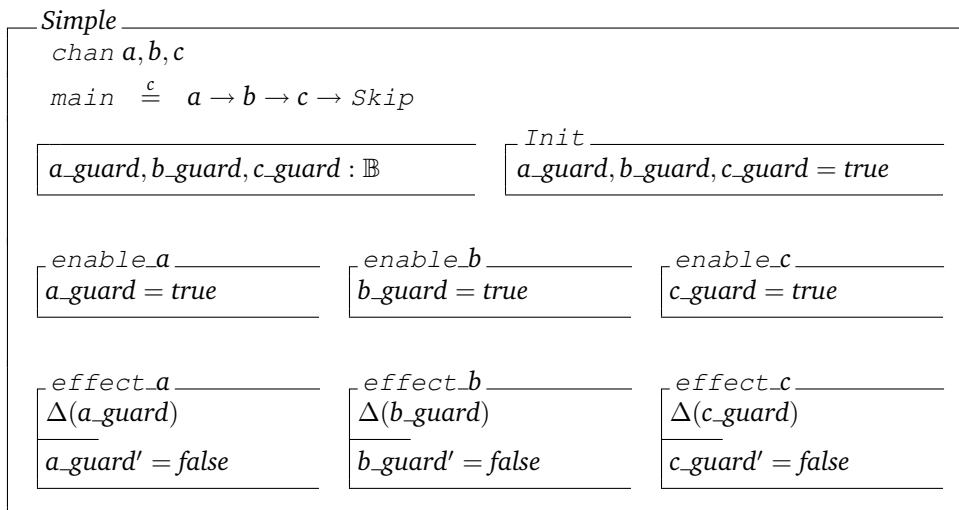 Simple
chan a, b, c
main c= a → b → c → Skip
a_guard, b_guard, c_guard : 𝔹
Init
a_guard, b_guard, c_guard = true
enable_a
a_guard = true
enable_b
b_guard = true
enable_c
c_guard = true
effect_a
Δ(a_guard)
a_guard′ = false
effect_b
Δ(b_guard)
b_guard′ = false
effect_c
Δ(c_guard)
c_guard′ = false